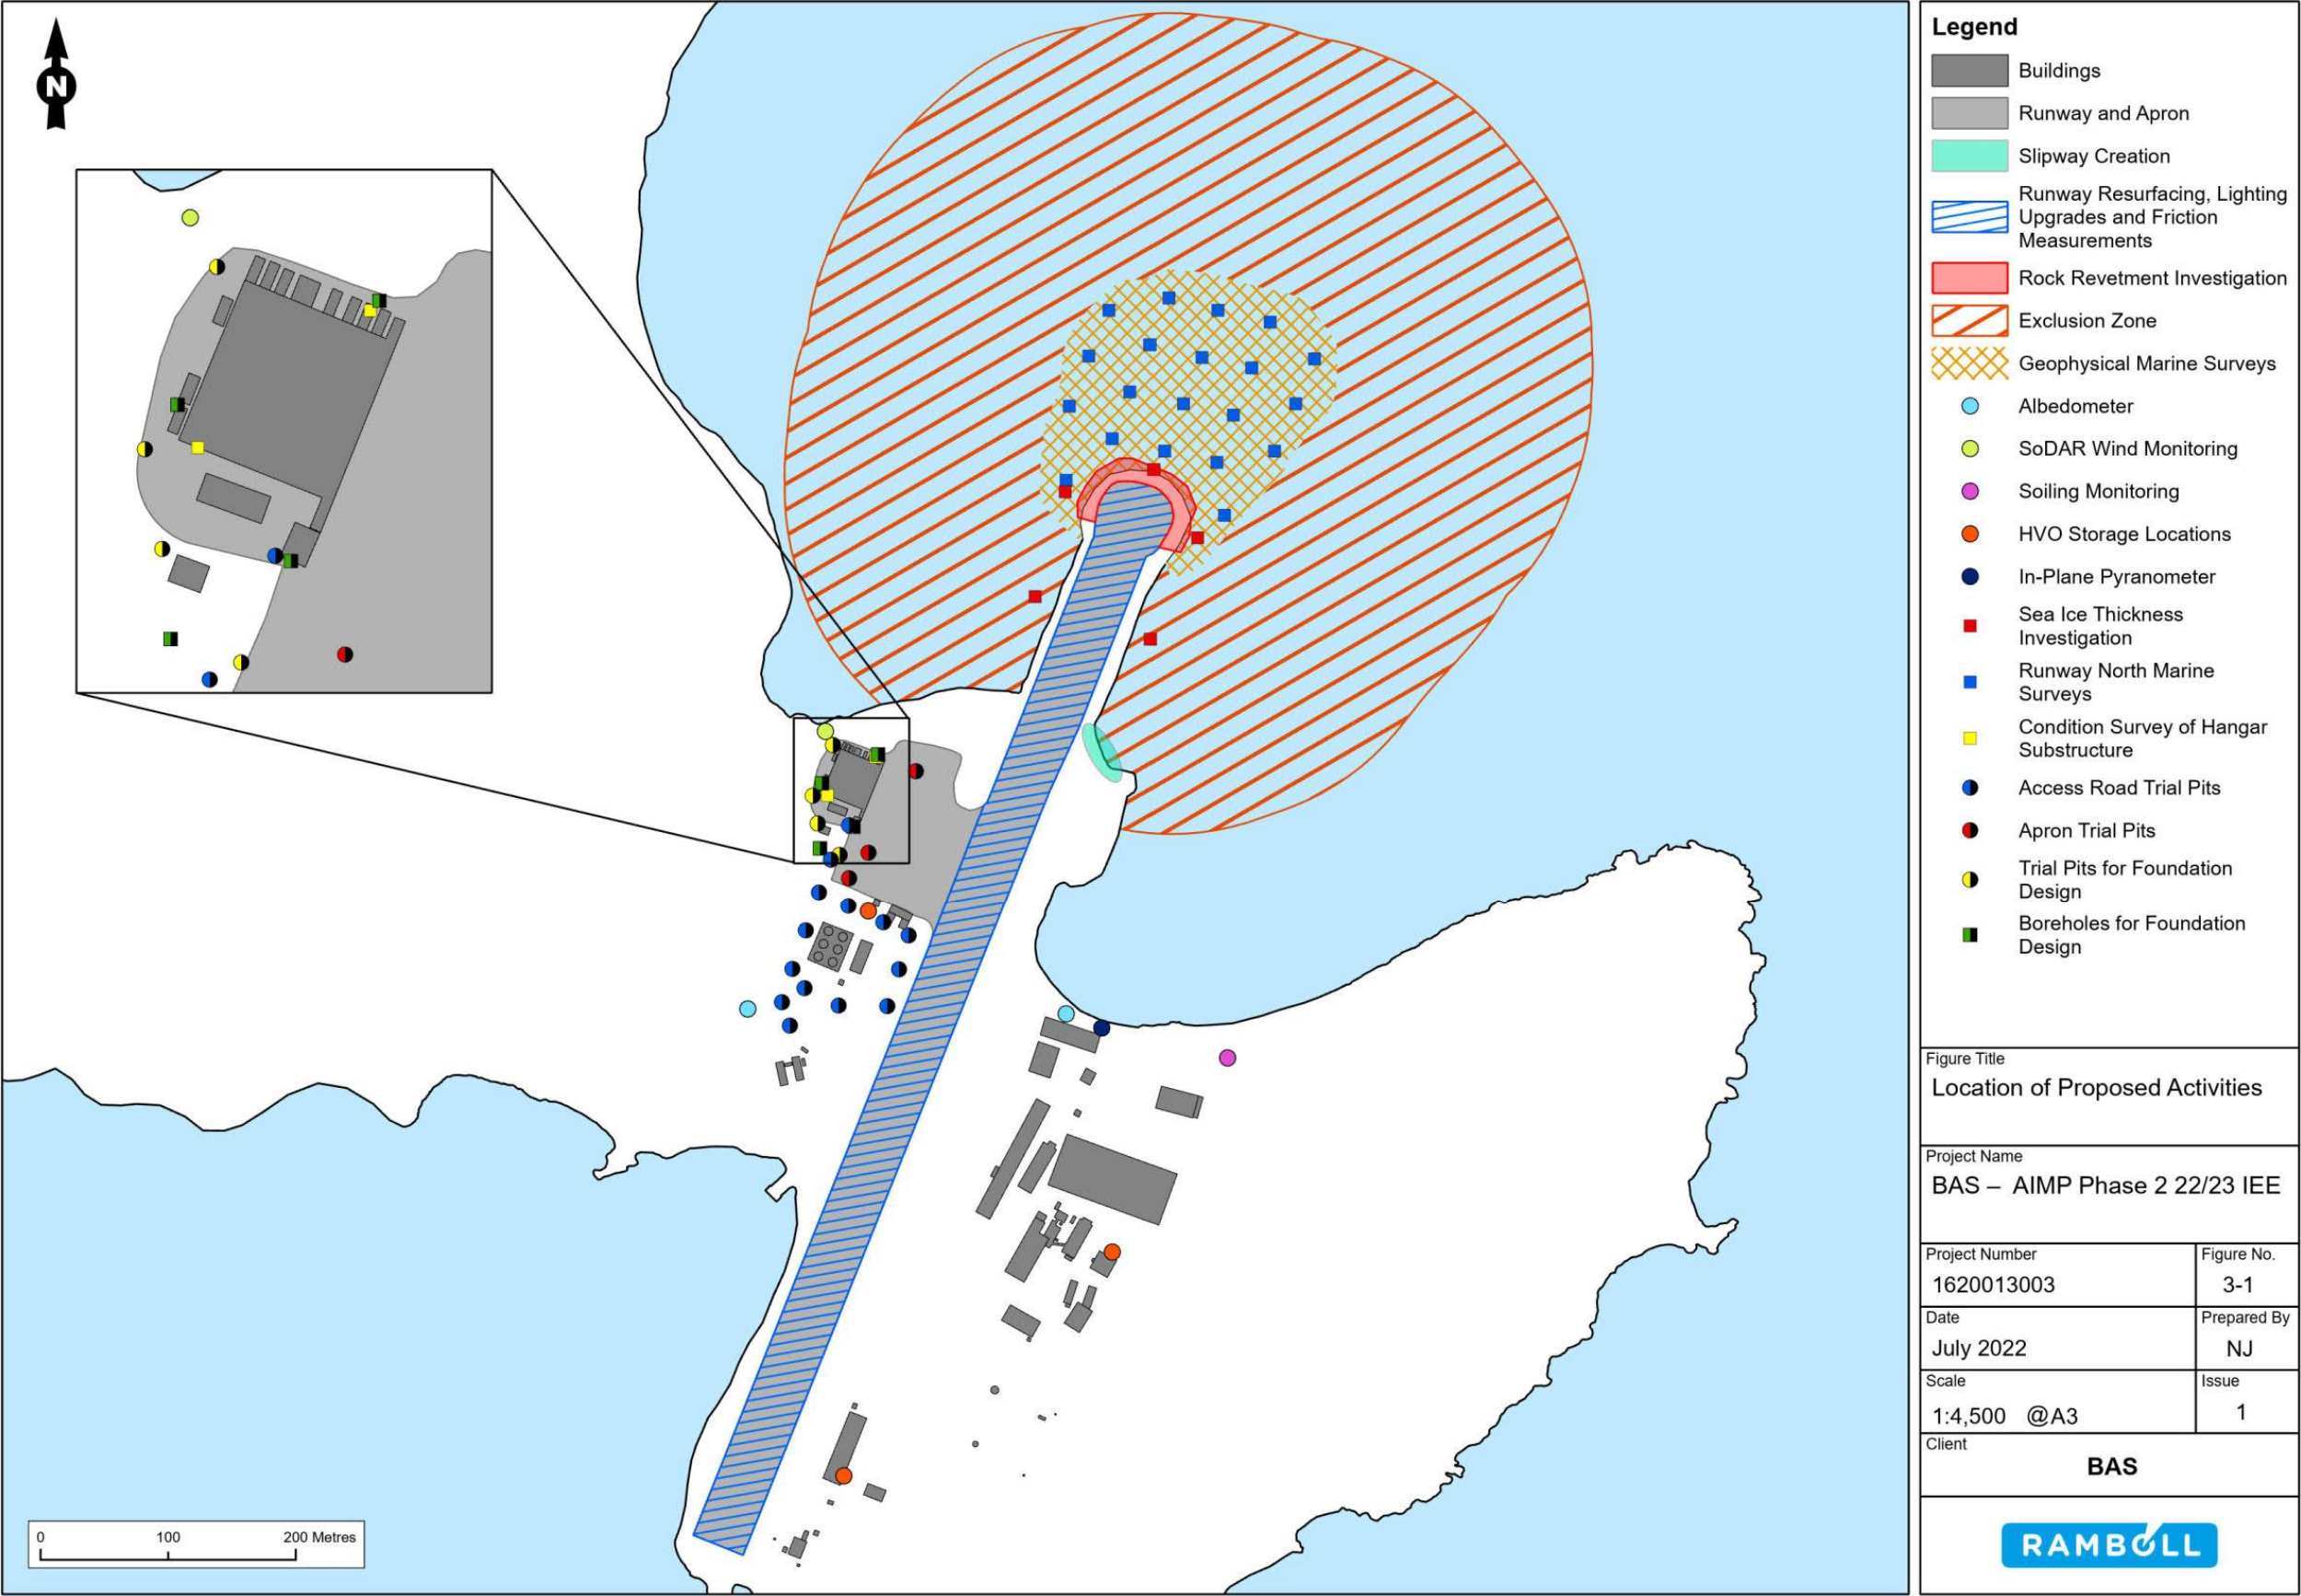 N
0 100 200 Metres
Legend
Buildings
Runway and Apron
Slipway Creation
Runway Resurfacing, Lighting
Upgrades and Friction
Measurements
Rock Revetment Investigation
Exclusion Zone
Geophysical Marine Surveys
Albedometer
SoDAR Wind Monitoring
Soiling Monitoring
HVO Storage Locations
In-Plane Pyranometer
Sea Ice Thickness
Investigation
Runway North Marine
Surveys
Condition Survey of Hangar
Substructure
Access Road Trial Pits
Apron Trial Pits
Trial Pits for Foundation
Design
Boreholes for Foundation
Design
Figure Title
Location of Proposed Activities
Project Name
BAS – AIMP Phase 2 22/23 IEE
Project Number
1620013003
Figure No.
3-1
Date
July 2022
Prepared By
NJ
Scale
1:4,500 @A3
Issue
1
Client
BAS
RAMBOLL